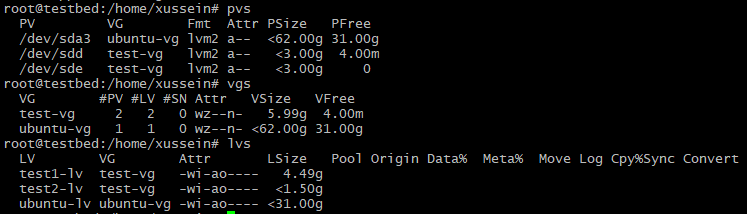 root@testbed:/home/xussein# pvs
  PV         VG        Fmt  Attr PSize   PFree
  /dev/sda3  ubuntu-vg lvm2 a--  <62.00g 31.00g
  /dev/sdd   test-vg   lvm2 a--   <3.00g  4.00m
  /dev/sde   test-vg   lvm2 a--   <3.00g     0
root@testbed:/home/xussein# vgs
  VG        #PV #LV #SN Attr   VSize   VFree
  test-vg     2   2   0 wz--n-   5.99g  4.00m
  ubuntu-vg   1   1   0 wz--n- <62.00g 31.00g
root@testbed:/home/xussein# lvs
  LV        VG        Attr       LSize   Pool Origin Data%  Meta%  Move Log Cpy%Sync Convert
  test1-lv  test-vg   -wi-ao----   4.49g
  test2-lv  test-vg   -wi-ao----  <1.50g
  ubuntu-lv ubuntu-vg -wi-ao---- <31.00g